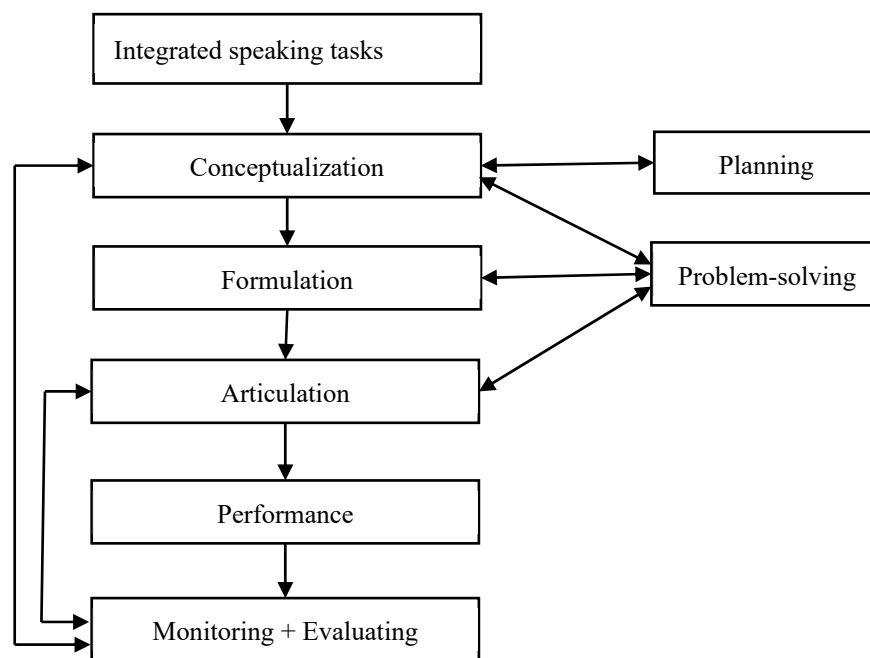 Integrated speaking tasks
Conceptualization
Planning
Formulation
Problem-solving
Articulation
Performance
Monitoring + Evaluating